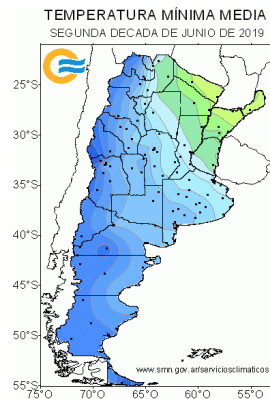 TEMPERATURA MÍNIMA MEDIA
SEGUNDA DECADA DE JUNIO DE 2019
25°S
30°S
35°S
40°S
45°S
50°S
www.smn.gov.ar/serviciosclimaticos
55°S
75°O 70°O 65°O 60°O 55°O